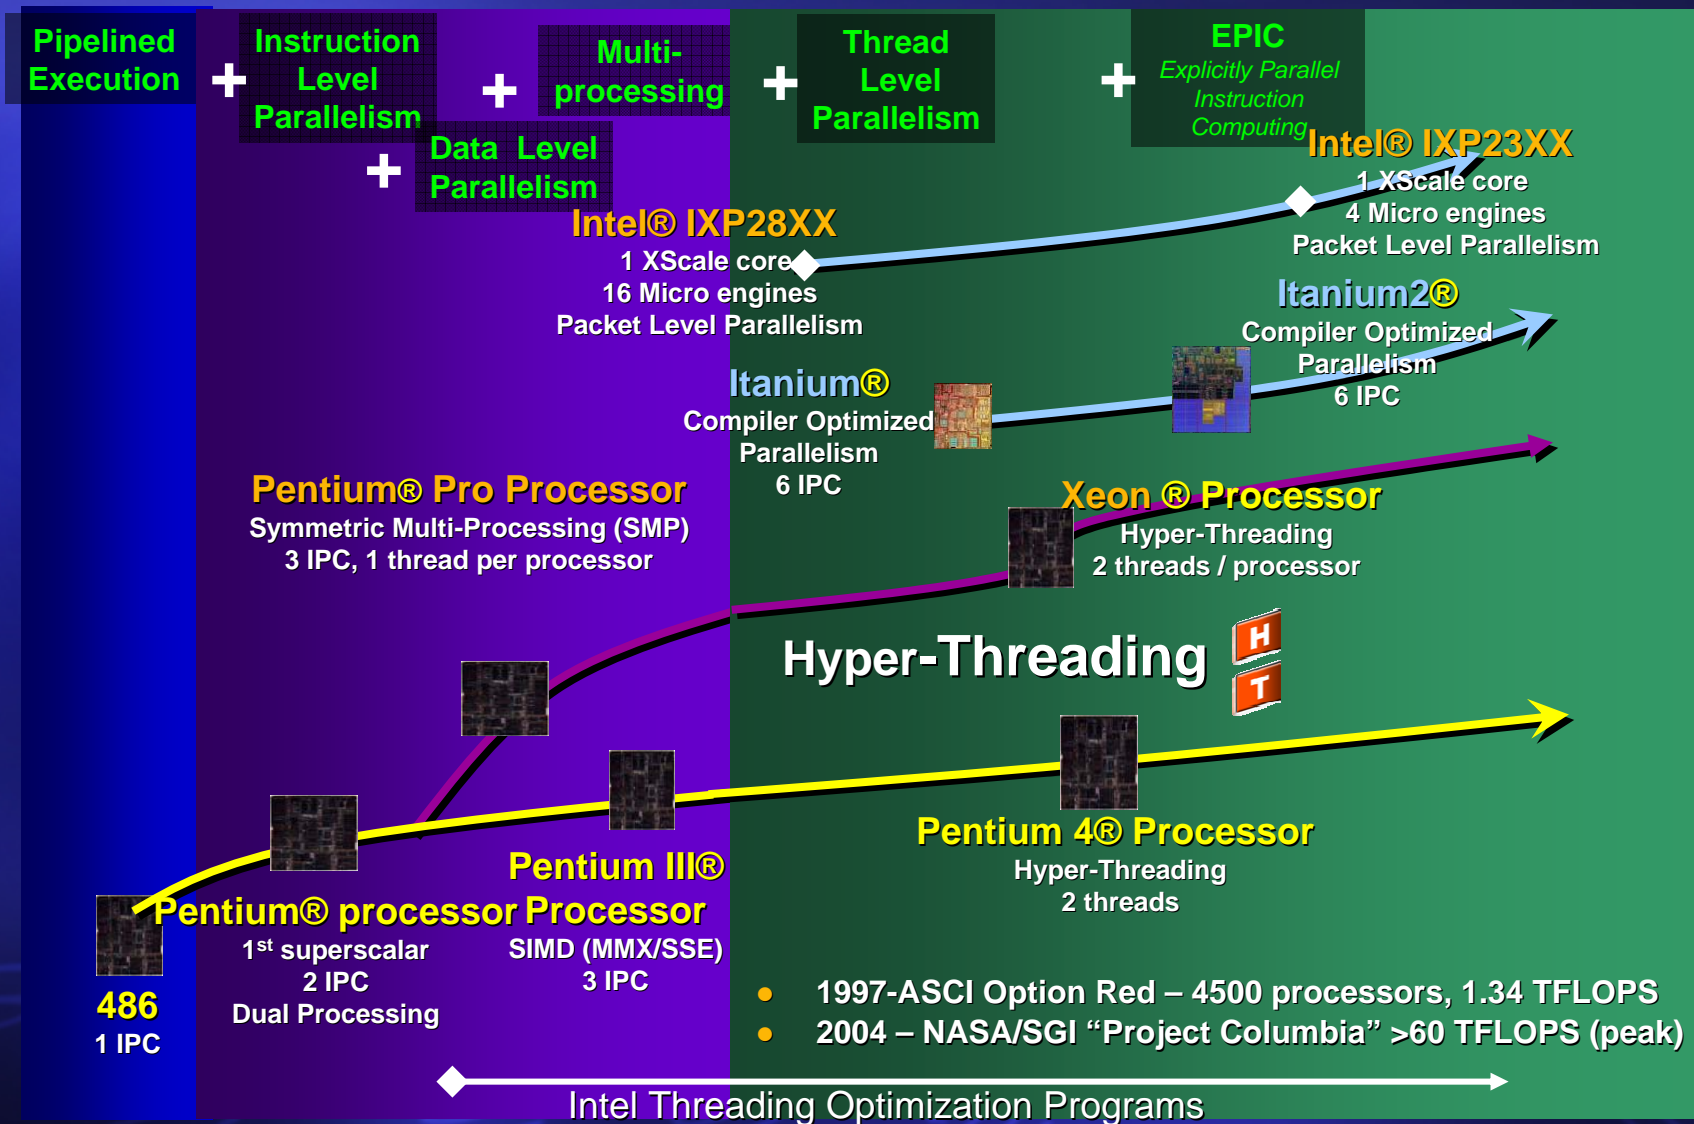 Pipelined
Execution
+
Instruction
Level
Parallelism
+
Data Level
Parallelism
+
Multi-
processing
+
Thread
Level
Parallelism
+
EPIC
Explicitly Parallel
Instruction
Computing
Intel® IXP23XX
1 XScale core
4 Micro engines
Packet Level Parallelism
Intel® IXP28XX
1 XScale core
16 Micro engines
Packet Level Parallelism
Itanium2®
Compiler Optimized
Parallelism
6 IPC
Itanium®
Compiler Optimized
Parallelism
6 IPC
Pentium® Pro Processor
Symmetric Multi-Processing (SMP)
3 IPC, 1 thread per processor
Xeon ® Processor
Hyper-Threading
2 threads / processor
Hyper-Threading
H
T
Pentium 4® Processor
Hyper-Threading
2 threads
Pentium III®
Processor
SIMD (MMX/SSE)
3 IPC
Pentium® processor
1st superscalar
2 IPC
Dual Processing
486
1 IPC
● 1997-ASCI Option Red – 4500 processors, 1.34 TFLOPS
● 2004 – NASA/SGI “Project Columbia” >60 TFLOPS (peak)
Intel Threading Optimization Programs